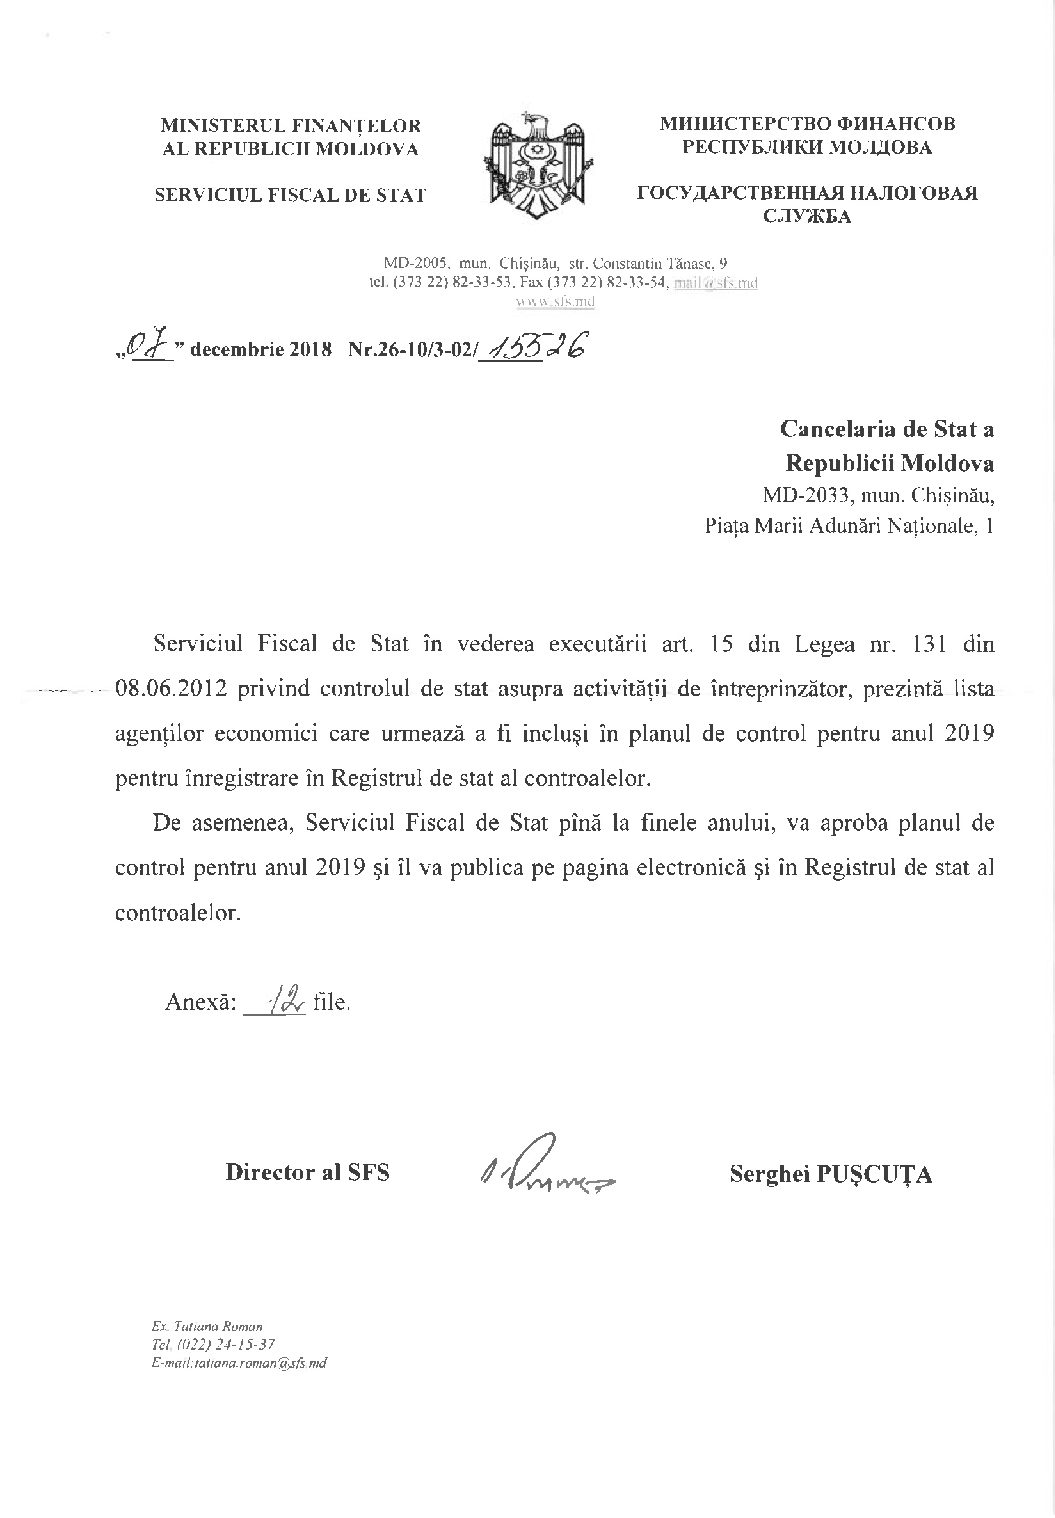 MINISTERUL FINANȚELOR
AL REPUBLICII MOLDOVA
SERVICIUL FISCAL DE STAT
МИНИСТЕРСТВО ФИНАНСОВ
РЕСПУБЛИКИ МОЛДОВА
ГОСУДАРСТВЕННАЯ НАЛОГОВАЯ
СЛУЖБА
MD-2005, mun. Chișinău, str. Constantin Tănase, 9
tel. (373 22) 82-33-53, Fax (373 22) 82-33-54, mail@sfs.md
www.sfs.md
„07” decembrie 2018 Nr.26-10/3-02/ 15526
Cancelaria de Stat a
Republicii Moldova
MD-2033, mun. Chișinău,
Piața Marii Adunări Naționale, 1
Serviciul Fiscal de Stat în vederea executării art. 15 din Legea nr. 131 din
08.06.2012 privind controlul de stat asupra activității de întreprinzător, prezintă lista
agenților economici care urmează a fi incluși în planul de control pentru anul 2019
pentru înregistrare în Registrul de stat al controalelor.
De asemenea, Serviciul Fiscal de Stat pînă la finele anului, va aproba planul de
control pentru anul 2019 și îl va publica pe pagina electronică și în Registrul de stat al
controalelor.
Anexă: 12 file.
Director al SFS
Serghei PUȘCUȚA
Ex. Tatiana Roman
Tel. (022) 24-15-37
E-mail:tatiana.roman@sfs.md